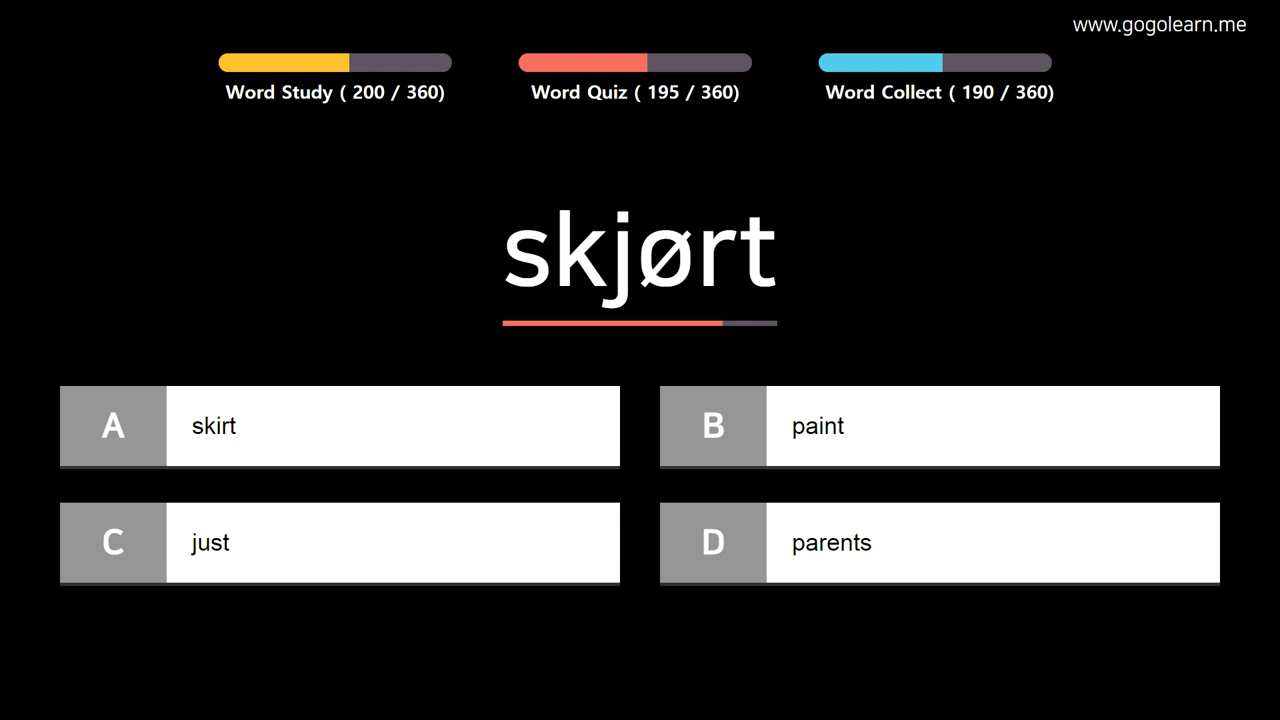 www.gogolearn.me
Word Study ( 200 / 360)
Word Quiz ( 195 / 360)
Word Collect ( 190 / 360)
skjørt
A skirt
B paint
C just
D parents